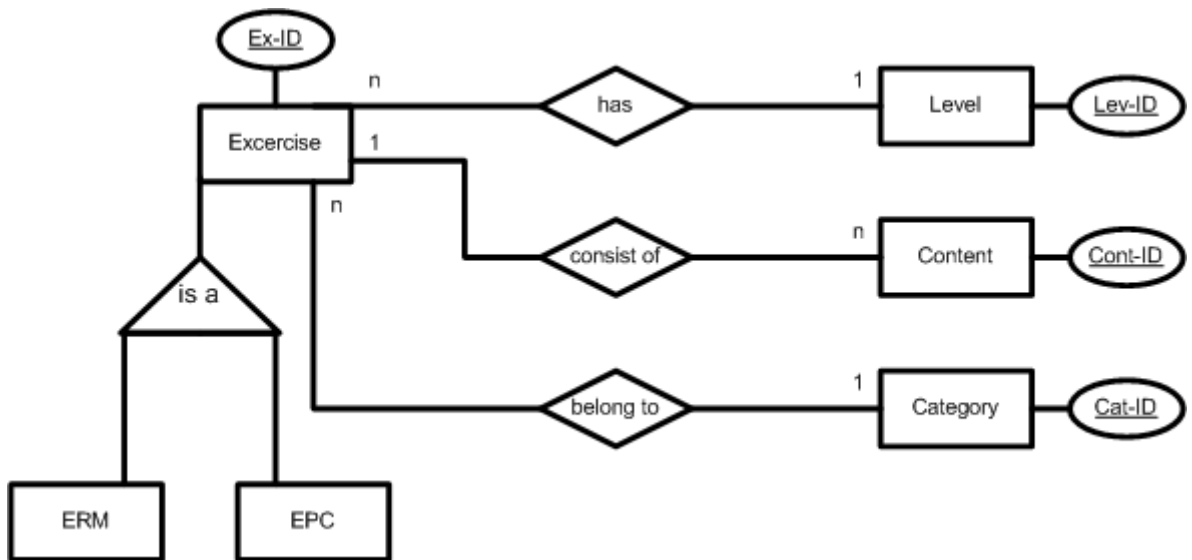 Ex-ID
n
has
1
Level
Lev-ID
Excercise
1
n
consist of
n
Content
Cont-ID
is a
belong to
1
Category
Cat-ID
ERM
EPC